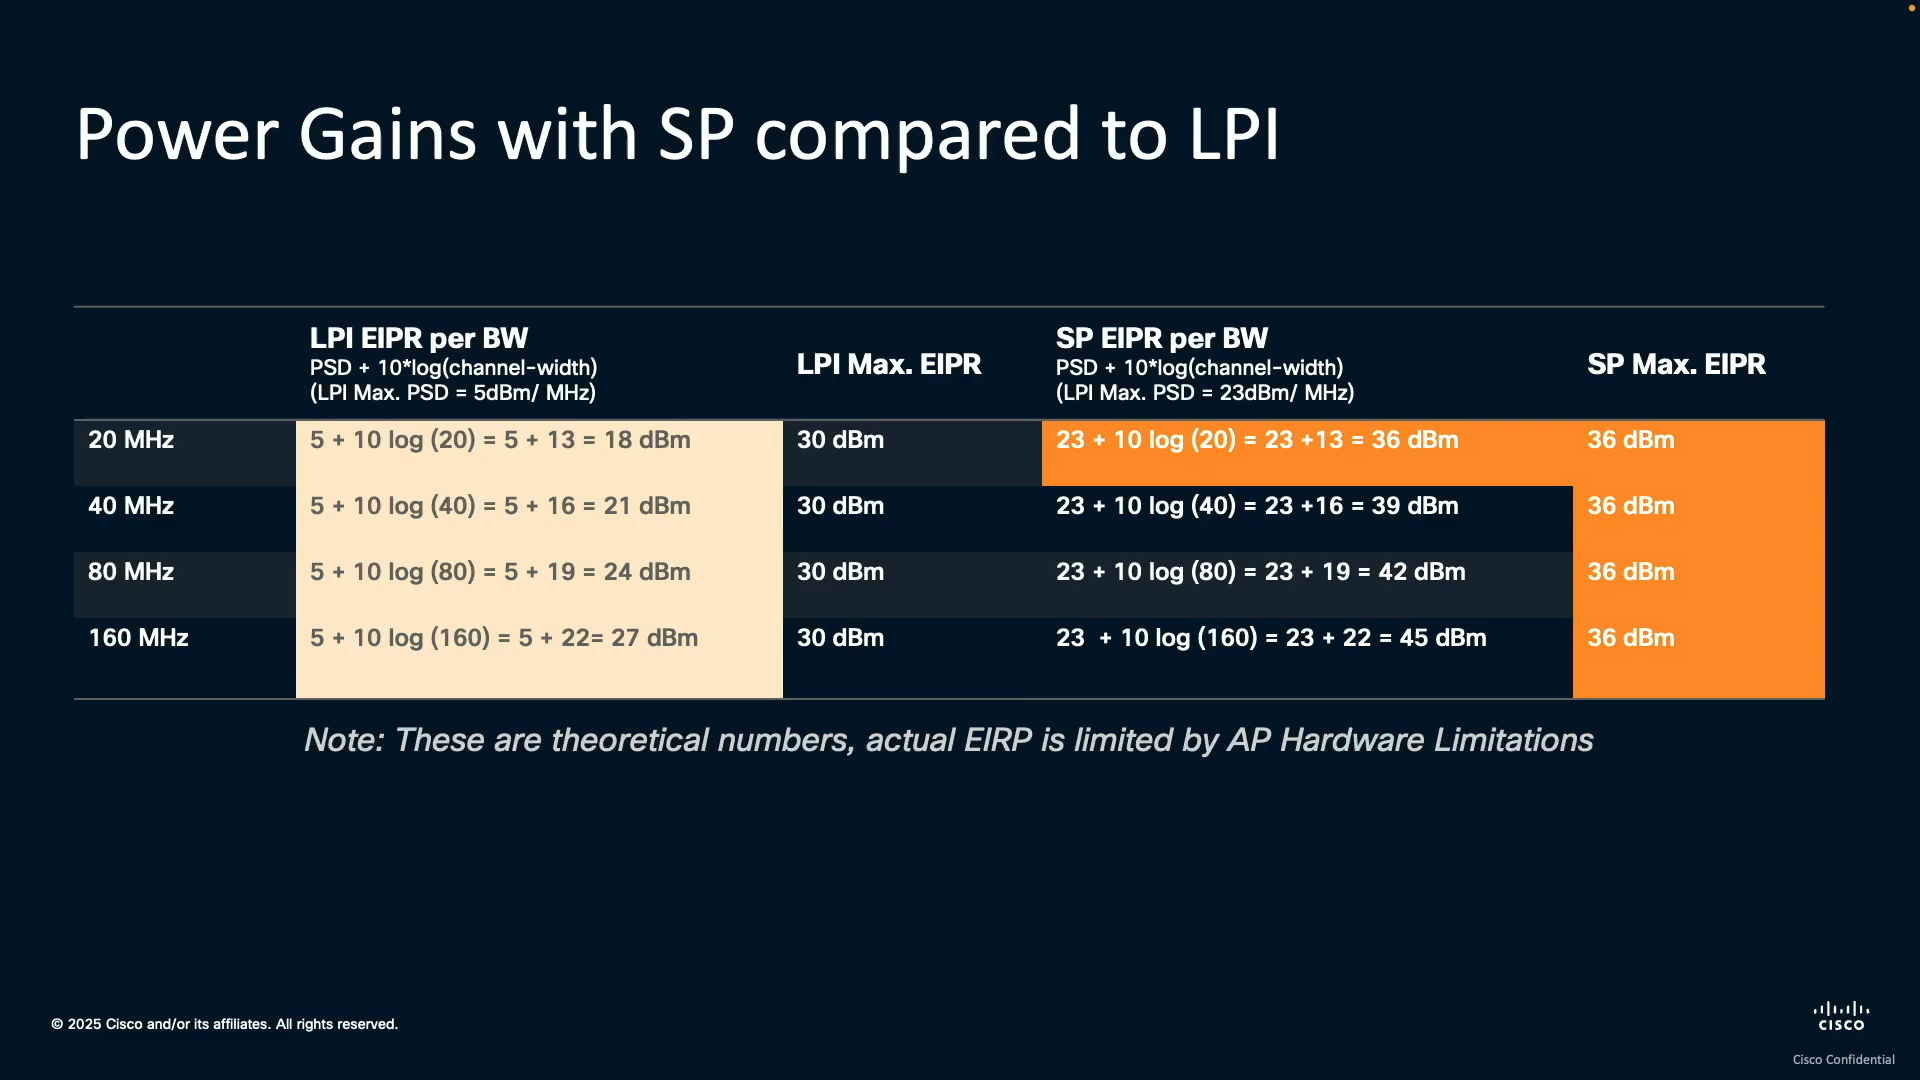 Power Gains with SP compared to LPI
LPI EIPR per BW
PSD + 10*log(channel-width)
(LPI Max. PSD = 5dBm/ MHz)
LPI Max. EIPR
SP EIPR per BW
PSD + 10*log(channel-width)
(LPI Max. PSD = 23dBm/ MHz)
SP Max. EIPR
20 MHz
5 + 10 log (20) = 5 + 13 = 18 dBm
30 dBm
23 + 10 log (20) = 23 +13 = 36 dBm
36 dBm
40 MHz
5 + 10 log (40) = 5 + 16 = 21 dBm
30 dBm
23 + 10 log (40) = 23 +16 = 39 dBm
36 dBm
80 MHz
5 + 10 log (80) = 5 + 19 = 24 dBm
30 dBm
23 + 10 log (80) = 23 + 19 = 42 dBm
36 dBm
160 MHz
5 + 10 log (160) = 5 + 22= 27 dBm
30 dBm
23  + 10 log (160) = 23 + 22 = 45 dBm
36 dBm
Note: These are theoretical numbers, actual EIRP is limited by AP Hardware Limitations
© 2025 Cisco and/or its affiliates. All rights reserved.
CISCO
Cisco Confidential